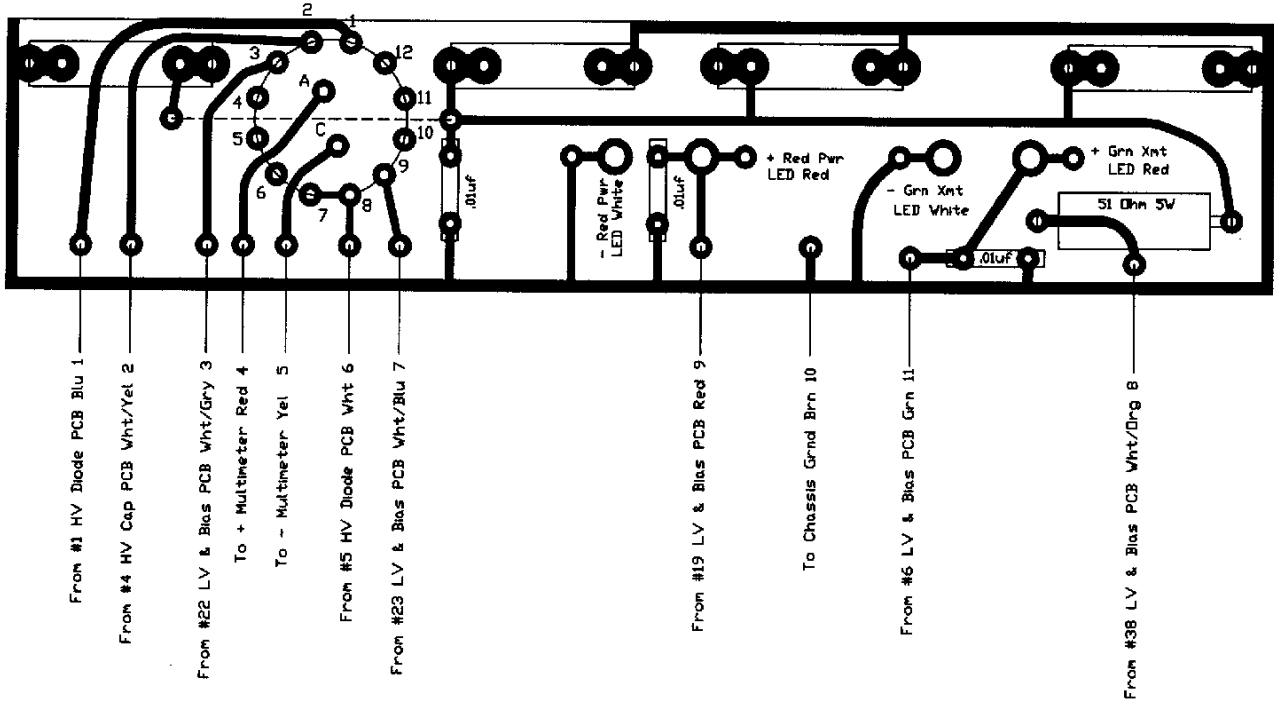 2
1
3
12
A
4
11
C
5
10
9
6
7
8
.01uf
- Red Pwr
LED White
.01uf
+ Red Pwr
LED Red
- Grn Xmt
LED White
+ Grn Xmt
LED Red
51 Ohm 5W
.01uf
From #1 HV Diode PCB Blu 1
From #4 HV Cap PCB Wht/Yel 2
From #22 LV & Bias PCB Wht/Gry 3
To + Multimeter Red 4
To - Multimeter Yel 5
From #5 HV Diode PCB Wht 6
From #23 LV & Bias PCB Wht/Blu 7
From #19 LV & Bias PCB Red 9
To Chassis Grnd Brn 10
From #6 LV & Bias PCB Grn 11
From #38 LV & Bias PCB Wht/Org 8